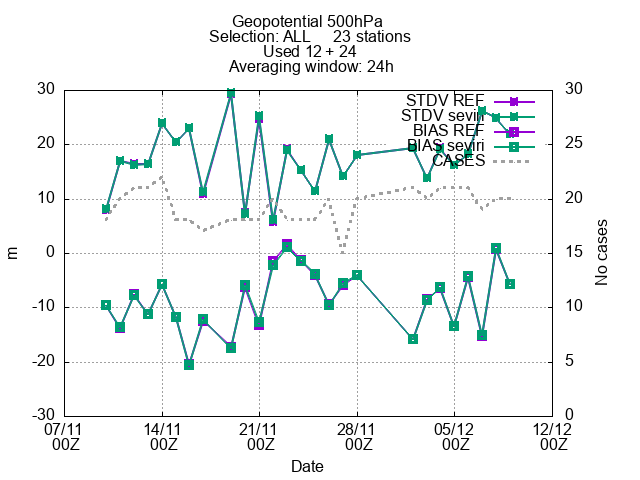 Geopotential 500hPa
Selection: ALL 23 stations
Used 12 + 24
Averaging window: 24h
30 30
STDV REF
STDV seviri
BIAS REF
BIAS seviri
CASES
20 25
10 20
0 15
-10 10
-20 5
-30 0
m
No cases
07/11 14/11 21/11 28/11 05/12 12/12
00Z 00Z 00Z 00Z 00Z 00Z
Date